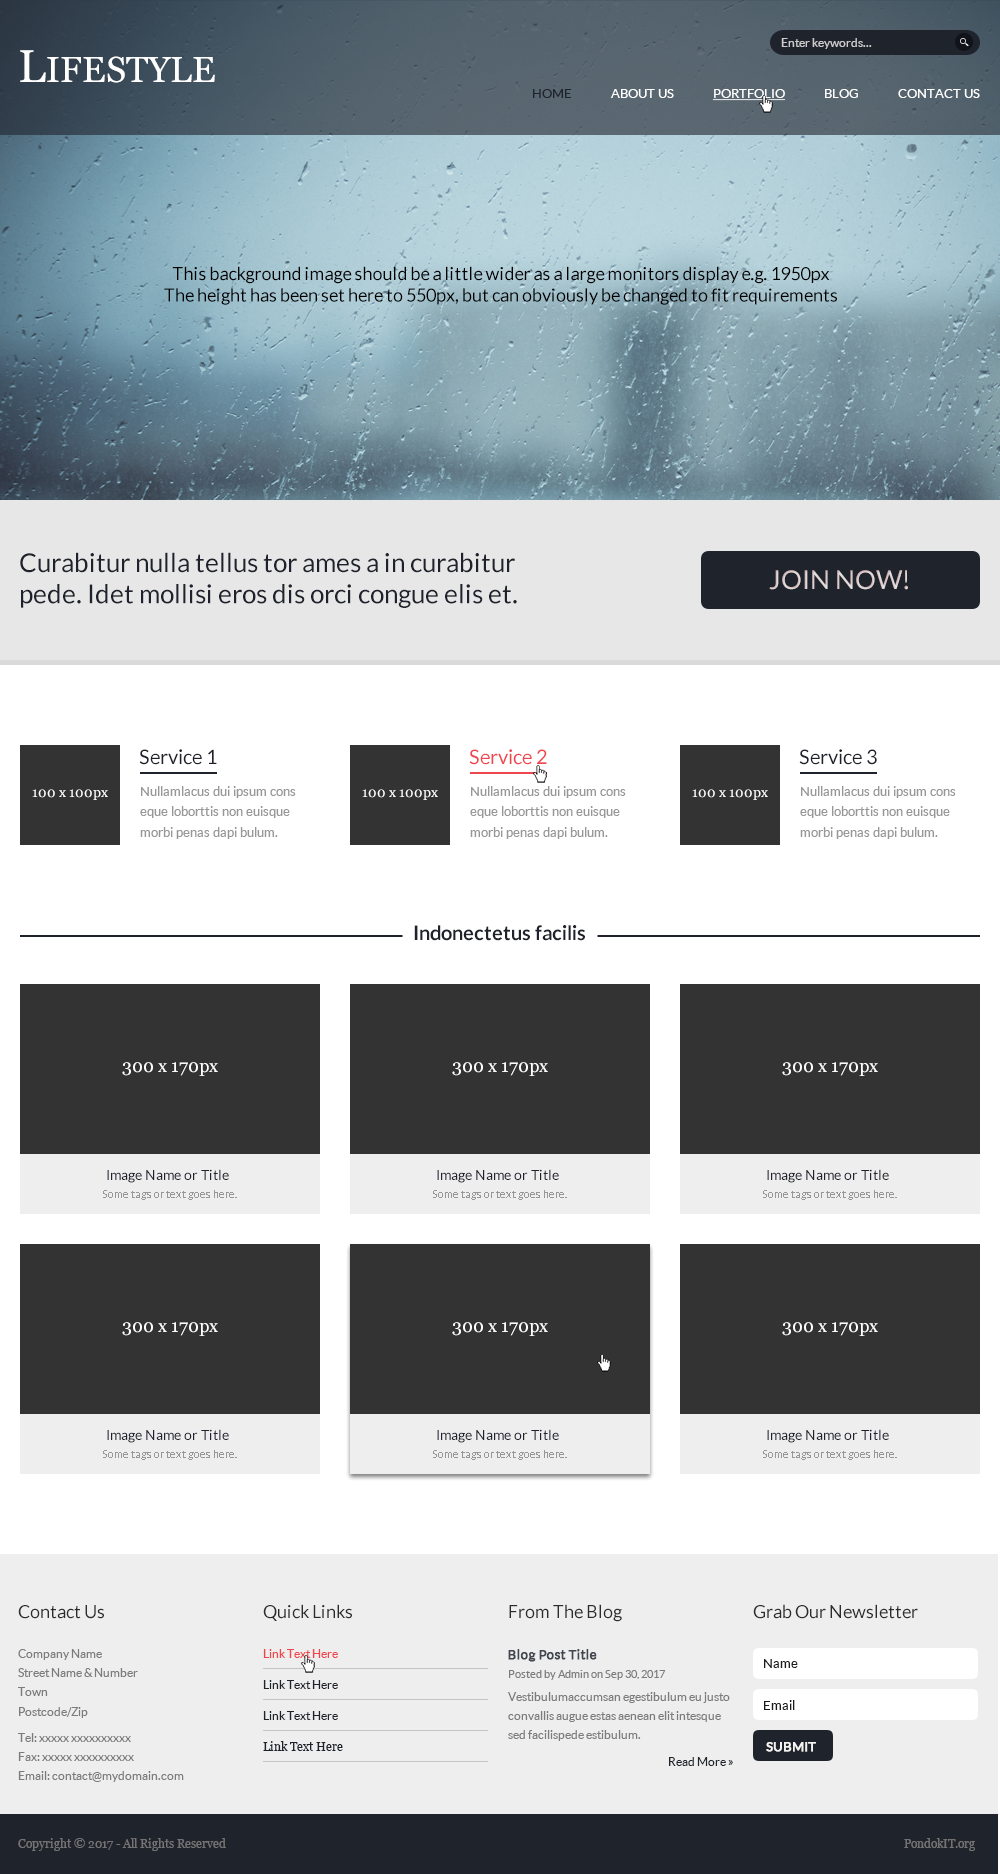 Enter keywords...
LIFESTYLE
HOME ABOUT US PORTFOLIO BLOG CONTACT US
This background image should be a little wider as a large monitors display e.g. 1950px
The height has been set here to 550px, but can obviously be changed to fit requirements
Curabitur nulla tellus tor ames a in curabitur
pede. Idet mollisi eros dis orci congue elis et.
JOIN NOW!
100 x 100px
Service 1
Nullamlacus dui ipsum cons
eque loborttis non euisque
morbi penas dapi bulum.
100 x 100px
Service 2
Nullamlacus dui ipsum cons
eque loborttis non euisque
morbi penas dapi bulum.
100 x 100px
Service 3
Nullamlacus dui ipsum cons
eque loborttis non euisque
morbi penas dapi bulum.
Indonectetus facilis
300 x 170px
Image Name or Title
Some tags or text goes here.
300 x 170px
Image Name or Title
Some tags or text goes here.
300 x 170px
Image Name or Title
Some tags or text goes here.
300 x 170px
Image Name or Title
Some tags or text goes here.
300 x 170px
Image Name or Title
Some tags or text goes here.
300 x 170px
Image Name or Title
Some tags or text goes here.
Contact Us
Company Name
Street Name & Number
Town
Postcode/Zip
Tel: xxxxx xxxxxxxxxx
Fax: xxxxx xxxxxxxxxx
Email: contact@mydomain.com
Quick Links
Link Text Here
Link Text Here
Link Text Here
Link Text Here
From The Blog
Blog Post Title
Posted by Admin on Sep 30, 2017
Vestibulumaccumsan egestibulum eu justo
convallis augue estas aenean elit intesque
sed facilispede estibulum.
Read More »
Grab Our Newsletter
Name
Email
SUBMIT
Copyright © 2017 - All Rights Reserved
PondokIT.org